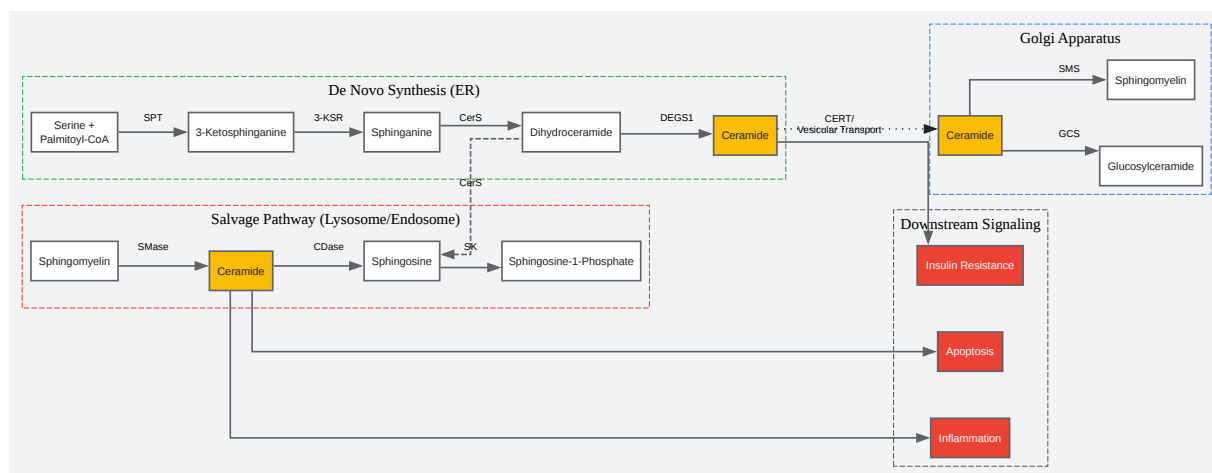 Golgi Apparatus
SMS
Sphingomyelin
De Novo Synthesis (ER)
Serine +
Palmitoyl-CoA
SPT
3-Ketosphinganine
3-KSR
Sphinganine
CerS
Dihydroceramide
DEGS1
Ceramide
CERT/
Vesicular Transport
Ceramide
GCS
Glucosylceramide
CerS
Salvage Pathway (Lysosome/Endosome)
Sphingomyelin
SMase
Ceramide
CDase
Sphingosine
SK
Sphingosine-1-Phosphate
Downstream Signaling
Insulin Resistance
Apoptosis
Inflammation